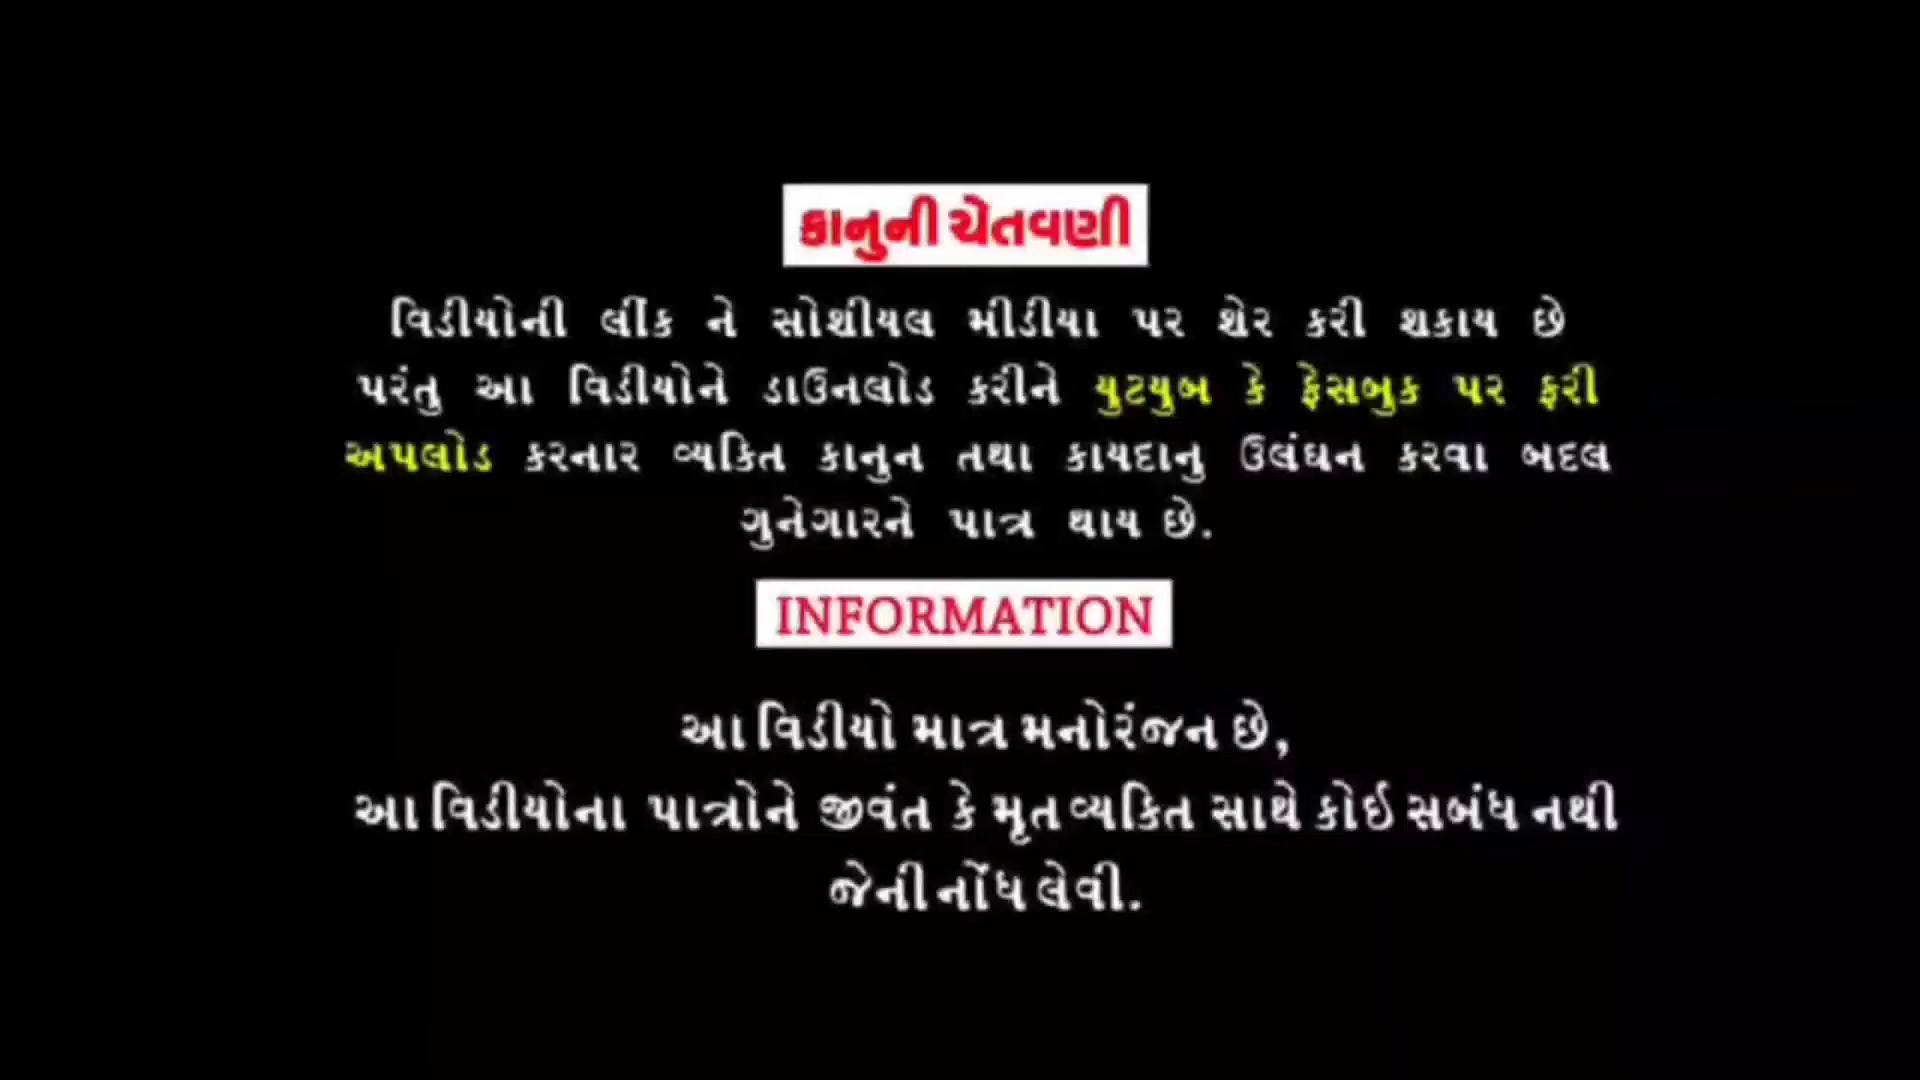 કાનુની ચેતવણી
વિડીયોની લીંક ને સોશીયલ મીડીયા પર શેર કરી શકાય છે
પરંતુ આ વિડીયોને ડાઉનલોડ કરીને યુટયુબ કે ફેસબુક પર ફરી
અપલોડ કરનાર વ્યકિત કાનુન તથા કાયદાનુ ઉલંઘન કરવા બદલ
ગુનેગારને પાત્ર થાય છે.
INFORMATION
આ વિડીયો માત્ર મનોરંજન છે,
આ વિડીયોના પાત્રોને જીવંત કે મૃત વ્યકિત સાથે કોઇ સબંધ નથી
જેની નોંધ લેવી.